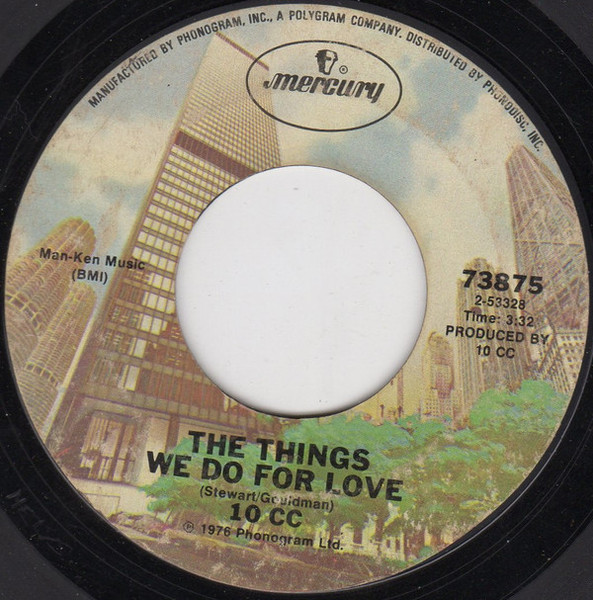 MANUFACTURED BY PHONOGRAM, INC., A POLYGRAM COMPANY. DISTRIBUTED BY PHONODISC, INC.
mercury
®
Man-Ken Music
(BMI)
73875
2-53328
Time: 3:32
PRODUCED BY
10 CC
THE THINGS
WE DO FOR LOVE
(Stewart/Gouldman)
10 CC
℗ 1976 Phonogram Ltd.